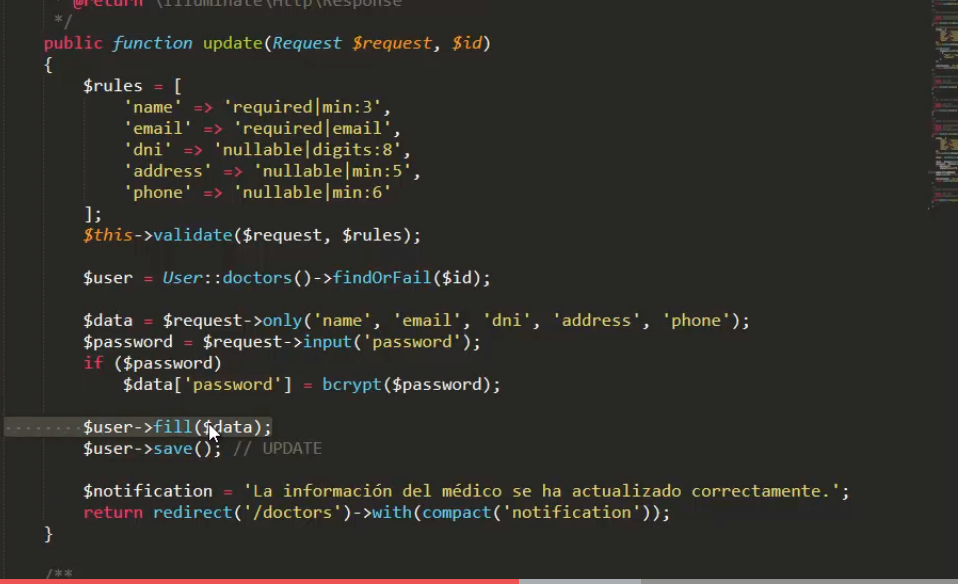 * @return \Illuminate\Http\Response
*/
public function update(Request $request, $id)
{
$rules = [
'name' => 'required|min:3',
'email' => 'required|email',
'dni' => 'nullable|digits:8',
'address' => 'nullable|min:5',
'phone' => 'nullable|min:6'
];
$this->validate($request, $rules);
$user = User::doctors()->findOrFail($id);
$data = $request->only('name', 'email', 'dni', 'address', 'phone');
$password = $request->input('password');
if ($password)
$data['password'] = bcrypt($password);
$user->fill($data);
$user->save(); // UPDATE
$notification = 'La información del médico se ha actualizado correctamente.';
return redirect('/doctors')->with(compact('notification'));
}
/**